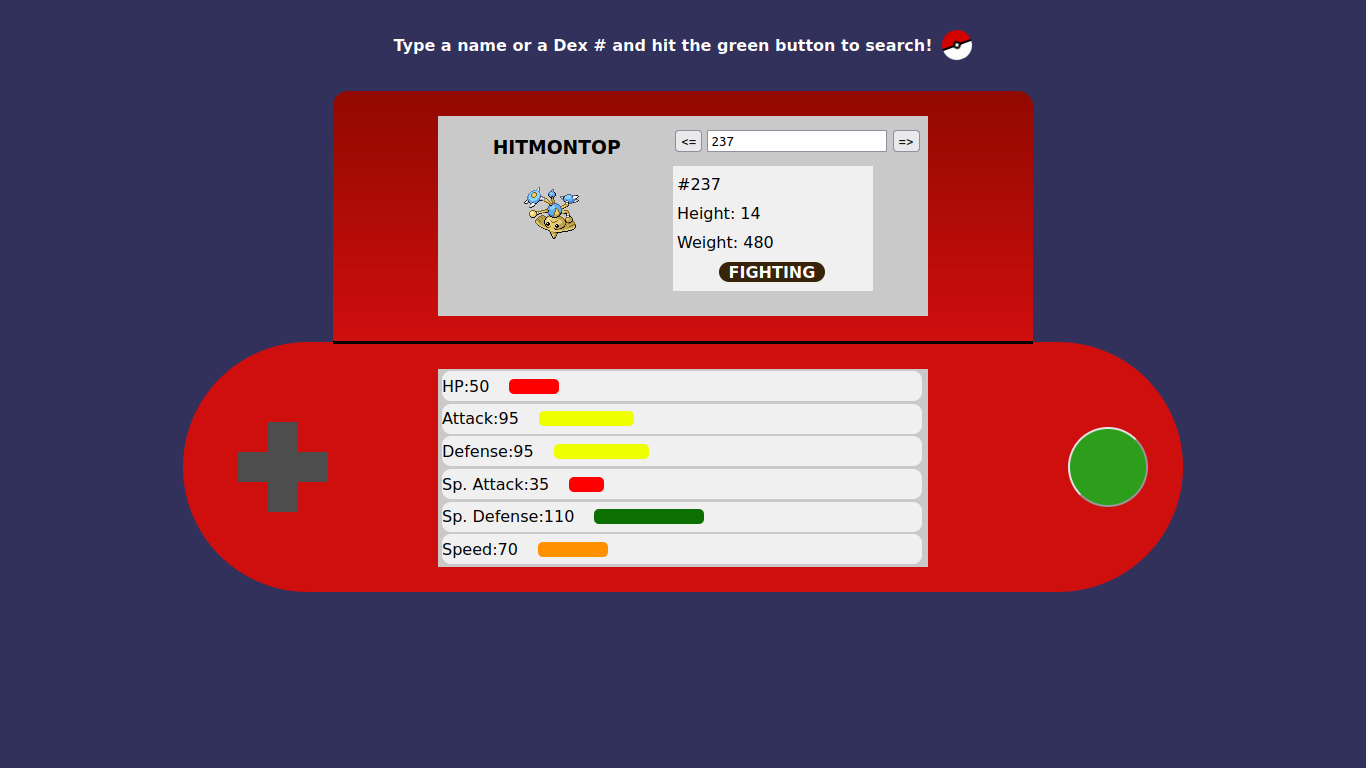 Type a name or a Dex # and hit the green button to search!
HITMONTOP
<= 237 =>
#237
Height: 14
Weight: 480
FIGHTING
HP:50
Attack:95
Defense:95
Sp. Attack:35
Sp. Defense:110
Speed:70